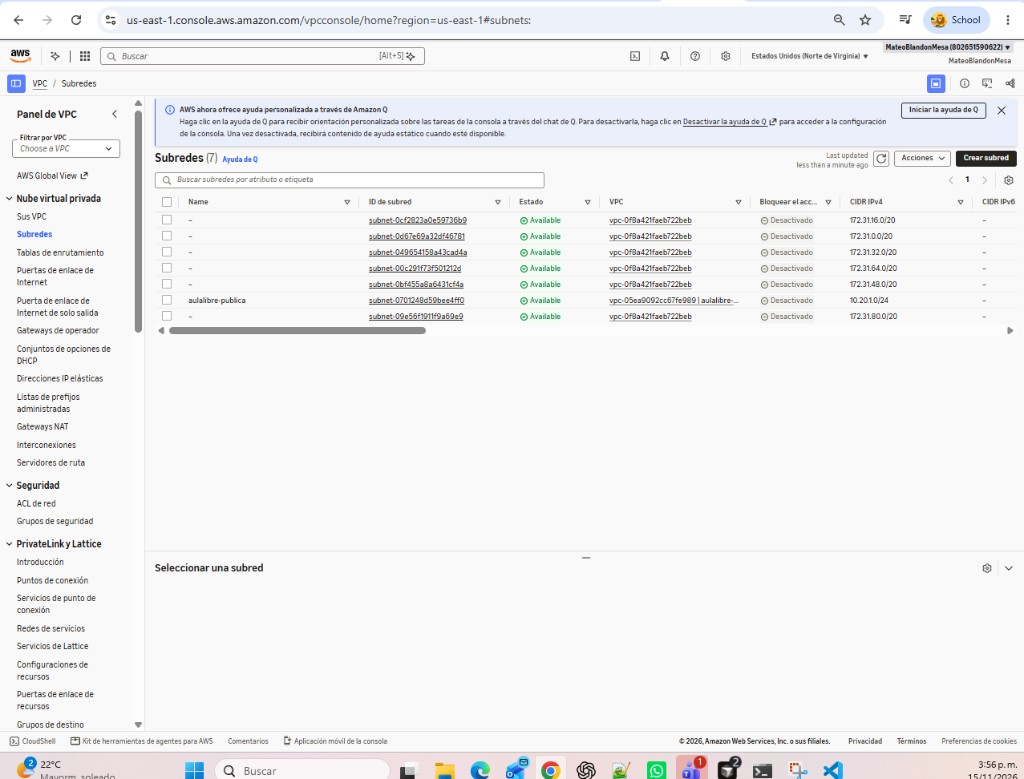 us-east-1.console.aws.amazon.com/vpcconsole/home?region=us-east-1#subnets:
School
aws
Buscar
[Alt+S]
Estados Unidos (Norte de Virginia)
MateoBlandonMesa (802651590622)
MateoBlandonMesa
VPC / Subredes
Panel de VPC
Filtrar por VPC
Choose a VPC
AWS Global View
Nube virtual privada
Sus VPC
Subredes
Tablas de enrutamiento
Puertas de enlace de
Internet
Puerta de enlace de
Internet de solo salida
Gateways de operador
Conjuntos de opciones de
DHCP
Direcciones IP elásticas
Listas de prefijos
administradas
Gateways NAT
Interconexiones
Servidores de ruta
Seguridad
ACL de red
Grupos de seguridad
PrivateLink y Lattice
Introducción
Puntos de conexión
Servicios de punto de
conexión
Redes de servicios
Servicios de Lattice
Configuraciones de
recursos
Puertas de enlace de
recursos
Grupos de destino
AWS ahora ofrece ayuda personalizada a través de Amazon Q
Haga clic en la ayuda de Q para recibir orientación personalizada sobre las tareas de la consola a través del chat de Q. Para desactivarla, haga clic en Desactivar la ayuda de Q para acceder a la configuración
de la consola. Una vez desactivada, recibirá contenido de ayuda estático cuando esté disponible.
Iniciar la ayuda de Q
Subredes (7) Ayuda de Q
Last updated
less than a minute ago
Acciones
Crear subred
Buscar subredes por atributo o etiqueta
1
Name ID de subred Estado VPC Bloquear el acc... CIDR IPv4 CIDR IPv6
– subnet-0cf2823a0e59736b9 Available vpc-0f8a421faeb722beb Desactivado 172.31.16.0/20 –
– subnet-0d67e69a32df46781 Available vpc-0f8a421faeb722beb Desactivado 172.31.0.0/20 –
– subnet-049654158a43cad4a Available vpc-0f8a421faeb722beb Desactivado 172.31.32.0/20 –
– subnet-00c291f73f501212d Available vpc-0f8a421faeb722beb Desactivado 172.31.64.0/20 –
– subnet-0bf455a8a6431cf4a Available vpc-0f8a421faeb722beb Desactivado 172.31.48.0/20 –
aulalibre-publica subnet-0701248d59bee4ff0 Available vpc-05ea9092cc67fe989 | aulalibre-... Desactivado 10.20.1.0/24 –
– subnet-09e56f1911f9a69e9 Available vpc-0f8a421faeb722beb Desactivado 172.31.80.0/20 –
Seleccionar una subred
CloudShell
Kit de herramientas de agentes para AWS
Comentarios
Aplicación móvil de la consola
© 2026, Amazon Web Services, Inc. o sus filiales.
Privacidad
Términos
Preferencias de cookies
2
22°C
Mayorm. soleado
Buscar
1
2
3:56 p. m.
15/11/2026